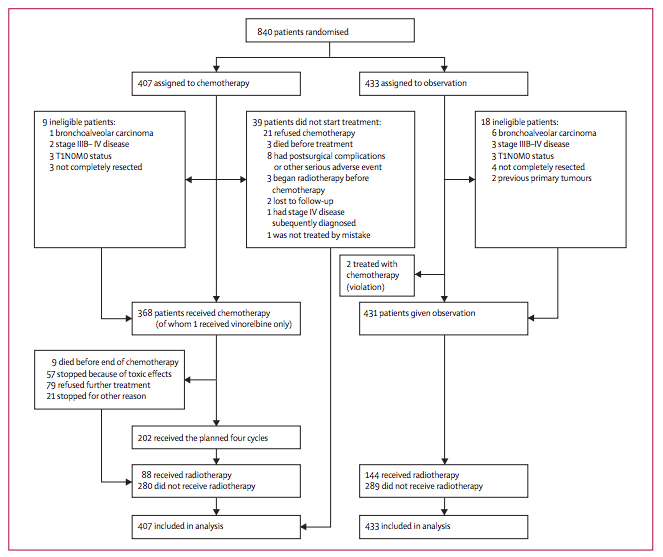 840 patients randomised
407 assigned to chemotherapy
433 assigned to observation
9 ineligible patients:
1 bronchoalveolar carcinoma
2 stage IIIB– IV disease
3 T1N0M0 status
3 not completely resected
39 patients did not start treatment:
21 refused chemotherapy
3 died before treatment
8 had postsurgical complications
or other serious adverse event
3 began radiotherapy before
chemotherapy
2 lost to follow-up
1 had stage IV disease
subequently diagnosed
1 was not treated by mistake
18 ineligible patients:
6 bronchoalveolar carcinoma
3 stage IIIB–IV disease
3 T1N0M0 status
4 not completely resected
2 previous primary tumours
2 treated with
chemotherapy
(violation)
368 patients received chemotherapy
(of whom 1 received vinorelbine only)
431 patients given observation
9 died before end of chemotherapy
57 stopped because of toxic effects
79 refused further treatment
21 stopped for other reason
202 received the planned four cycles
88 received radiotherapy
280 did not receive radiotherapy
144 received radiotherapy
289 did not receive radiotherapy
407 included in analysis
433 included in analysis